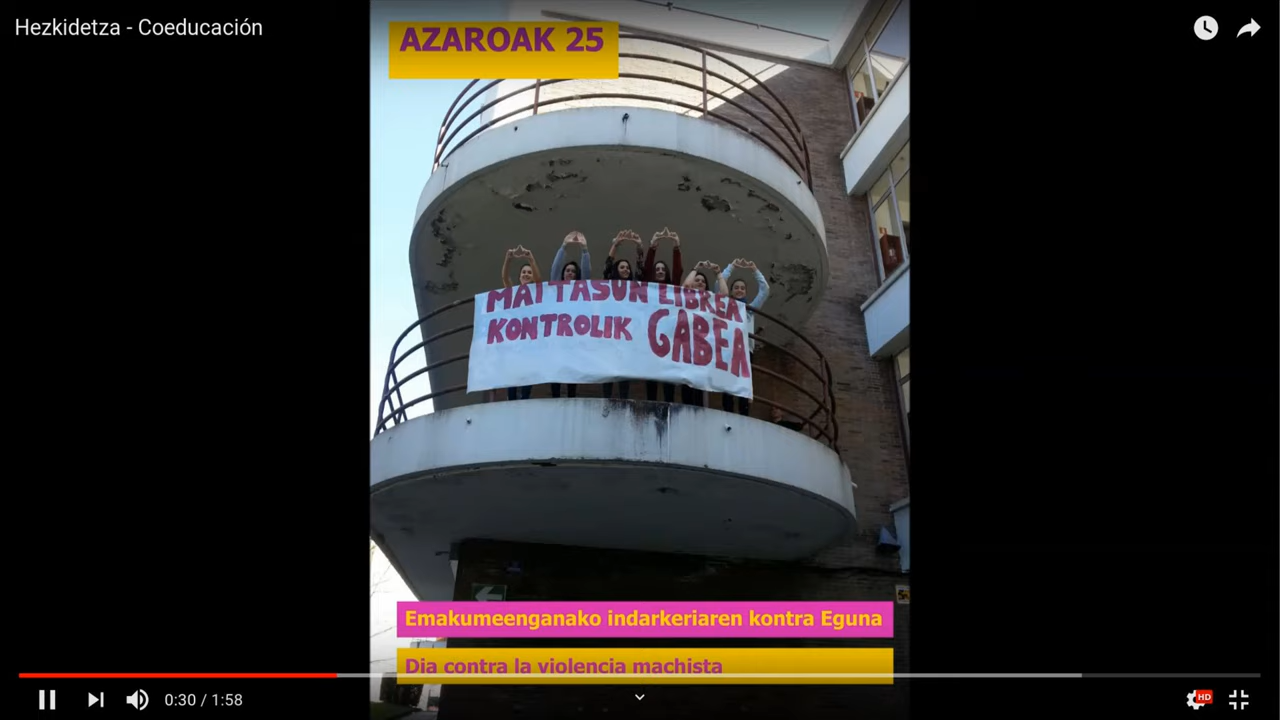 Hezkidetza - Coeducación
AZAROAK 25
MAITASUN LIBREA
KONTROLIK GABEA
Emakumeenganako indarkeriaren kontra Eguna
Dia contra la violencia machista
0:30 / 1:58
HD